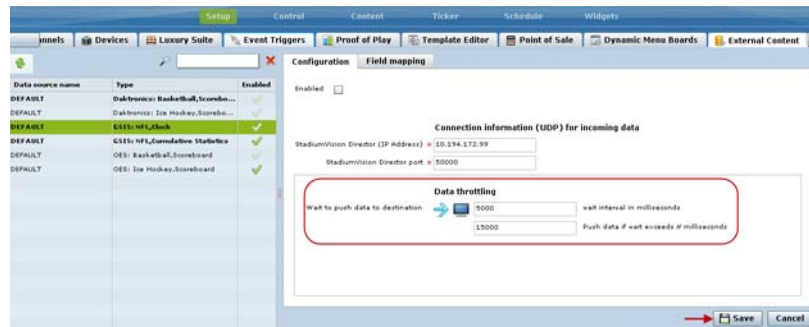 Setup Control Content Ticker Schedule Widgets
nnels Devices Luxury Suite Event Triggers Proof of Play Template Editor Point of Sale Dynamic Menu Boards External Content
Configuration Field mapping
Data source name Type Enabled
DEFAULT Daktronics: Basketball,Scorebo...
DEFAULT Daktronics: Ice Hockey,Scorebo...
DEFAULT GSIS: NFL,Clock
DEFAULT GSIS: NFL,Cumulative Statistics
DEFAULT OES: Basketball,Scoreboard
DEFAULT OES: Ice Hockey,Scoreboard
Enabled
Connection information (UDP) for incoming data
StadiumVision Director (IP Address) * 10.194.172.99
StadiumVision Director port * 50000
Data throttling
Wait to push data to destination 5000 wait interval in milliseconds
15000 Push data if wait exceeds N milliseconds
Save Cancel